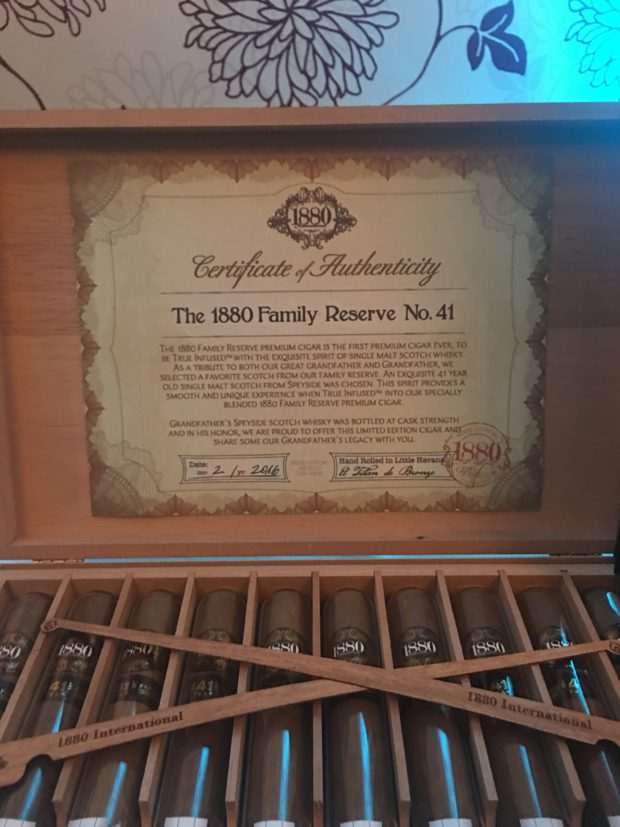 1880
Certificate of Authenticity
The 1880 Family Reserve No. 41
THE 1880 FAMILY RESERVE PREMIUM CIGAR IS THE FIRST PREMIUM CIGAR EVER, TO
BE TRUE INFUSED™ WITH THE EXQUISITE SPIRIT OF SINGLE MALT SCOTCH WHISKY.
AS A TRIBUTE TO BOTH OUR GREAT GRANDFATHER AND GRANDFATHER, WE
SELECTED A FAVORITE SCOTCH FROM OUR FAMILY RESERVE. AN EXQUISITE 41 YEAR
OLD SINGLE MALT SCOTCH FROM SPEYSIDE WAS CHOSEN. THIS SPIRIT PROVIDES A
SMOOTH AND UNIQUE EXPERIENCE WHEN TRUE INFUSED™ INTO OUR SPECIALLY
BLENDED 1880 FAMILY RESERVE PREMIUM CIGAR.
GRANDFATHER'S SPEYSIDE SCOTCH WHISKY WAS BOTTLED AT CASK STRENGTH
AND IN HIS HONOR, WE ARE PROUD TO OFFER THIS LIMITED EDITION CIGAR AND
SHARE SOME OUR GRANDFATHER'S LEGACY WITH YOU.
Date: 2 / 2016
Hand Rolled in Little Havana
El Titan de Bronze
1880
1880
1880
1880
1880
1880
1880
1880
1880
41
41
41
1880 International
1880 International